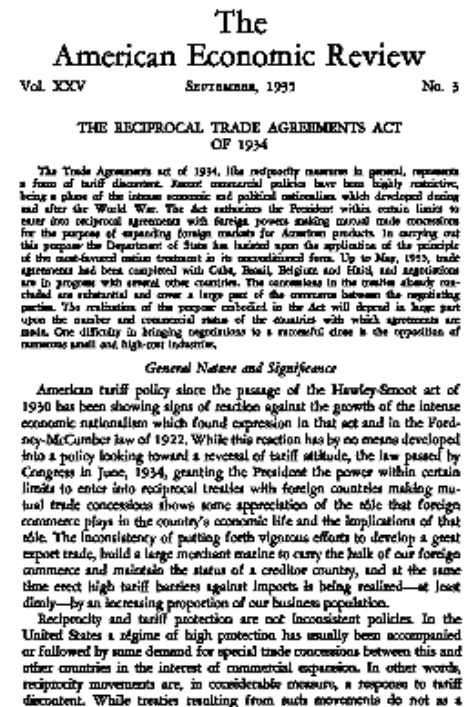 The
American Economic Review
Vol. XXV SEPTEMBER, 1935 No. 3
THE RECIPROCAL TRADE AGREEMENTS ACT
OF 1934
The Trade Agreements act of 1934, like reciprocity measures in general, represents
a form of tariff discontent. Recent commercial policies have been highly restrictive,
being a phase of the intense economic and political nationalism which developed during
and after the World War. The Act authorizes the President within certain limits to
enter into reciprocal agreements with foreign powers making mutual trade concessions
for the purpose of expanding foreign markets for American products. In carrying out
this purpose the Department of State has insisted upon the application of the principle
of the most-favored nation treatment in its unconditioned form. Up to May, 1935, trade
agreements had been completed with Cuba, Brazil, Belgium and Haiti, and negotiations
are in progress with several other countries. The concessions in the treaties already con-
cluded are substantial and cover a large part of the commerce between the negotiating
parties. The realization of the purpose embodied in the Act will depend in large part
upon the number and commercial status of the countries with which agreements are
made. One difficulty in bringing negotiations to a successful close is the opposition of
numerous small and high-cost industries.
General Nature and Significance
American tariff policy since the passage of the Hawley-Smoot act of
1930 has been showing signs of reaction against the growth of the intense
economic nationalism which found expression in that act and in the Ford-
ney-McCumber law of 1922. While this reaction has by no means developed
into a policy looking toward a reversal of tariff attitude, the law passed by
Congress in June, 1934, granting the President the power within certain
limits to enter into reciprocal treaties with foreign countries making mu-
tual trade concessions shows some appreciation of the rôle that foreign
commerce plays in the country's economic life and the implications of that
rôle. The inconsistency of putting forth vigorous efforts to develop a great
export trade, build a large merchant marine to carry the bulk of our foreign
commerce and maintain the status of a creditor country, and at the same
time erect high tariff barriers against imports is being realized—at least
dimly—by an increasing proportion of our business population.
Reciprocity and tariff protection are not inconsistent policies. In the
United States a régime of high protection has usually been accompanied
or followed by some demand for special trade concessions between this and
other countries in the interest of commercial expansion. In other words,
reciprocity movements are, in considerable measure, a response to tariff
discontent. While treaties resulting from such movements do not as a